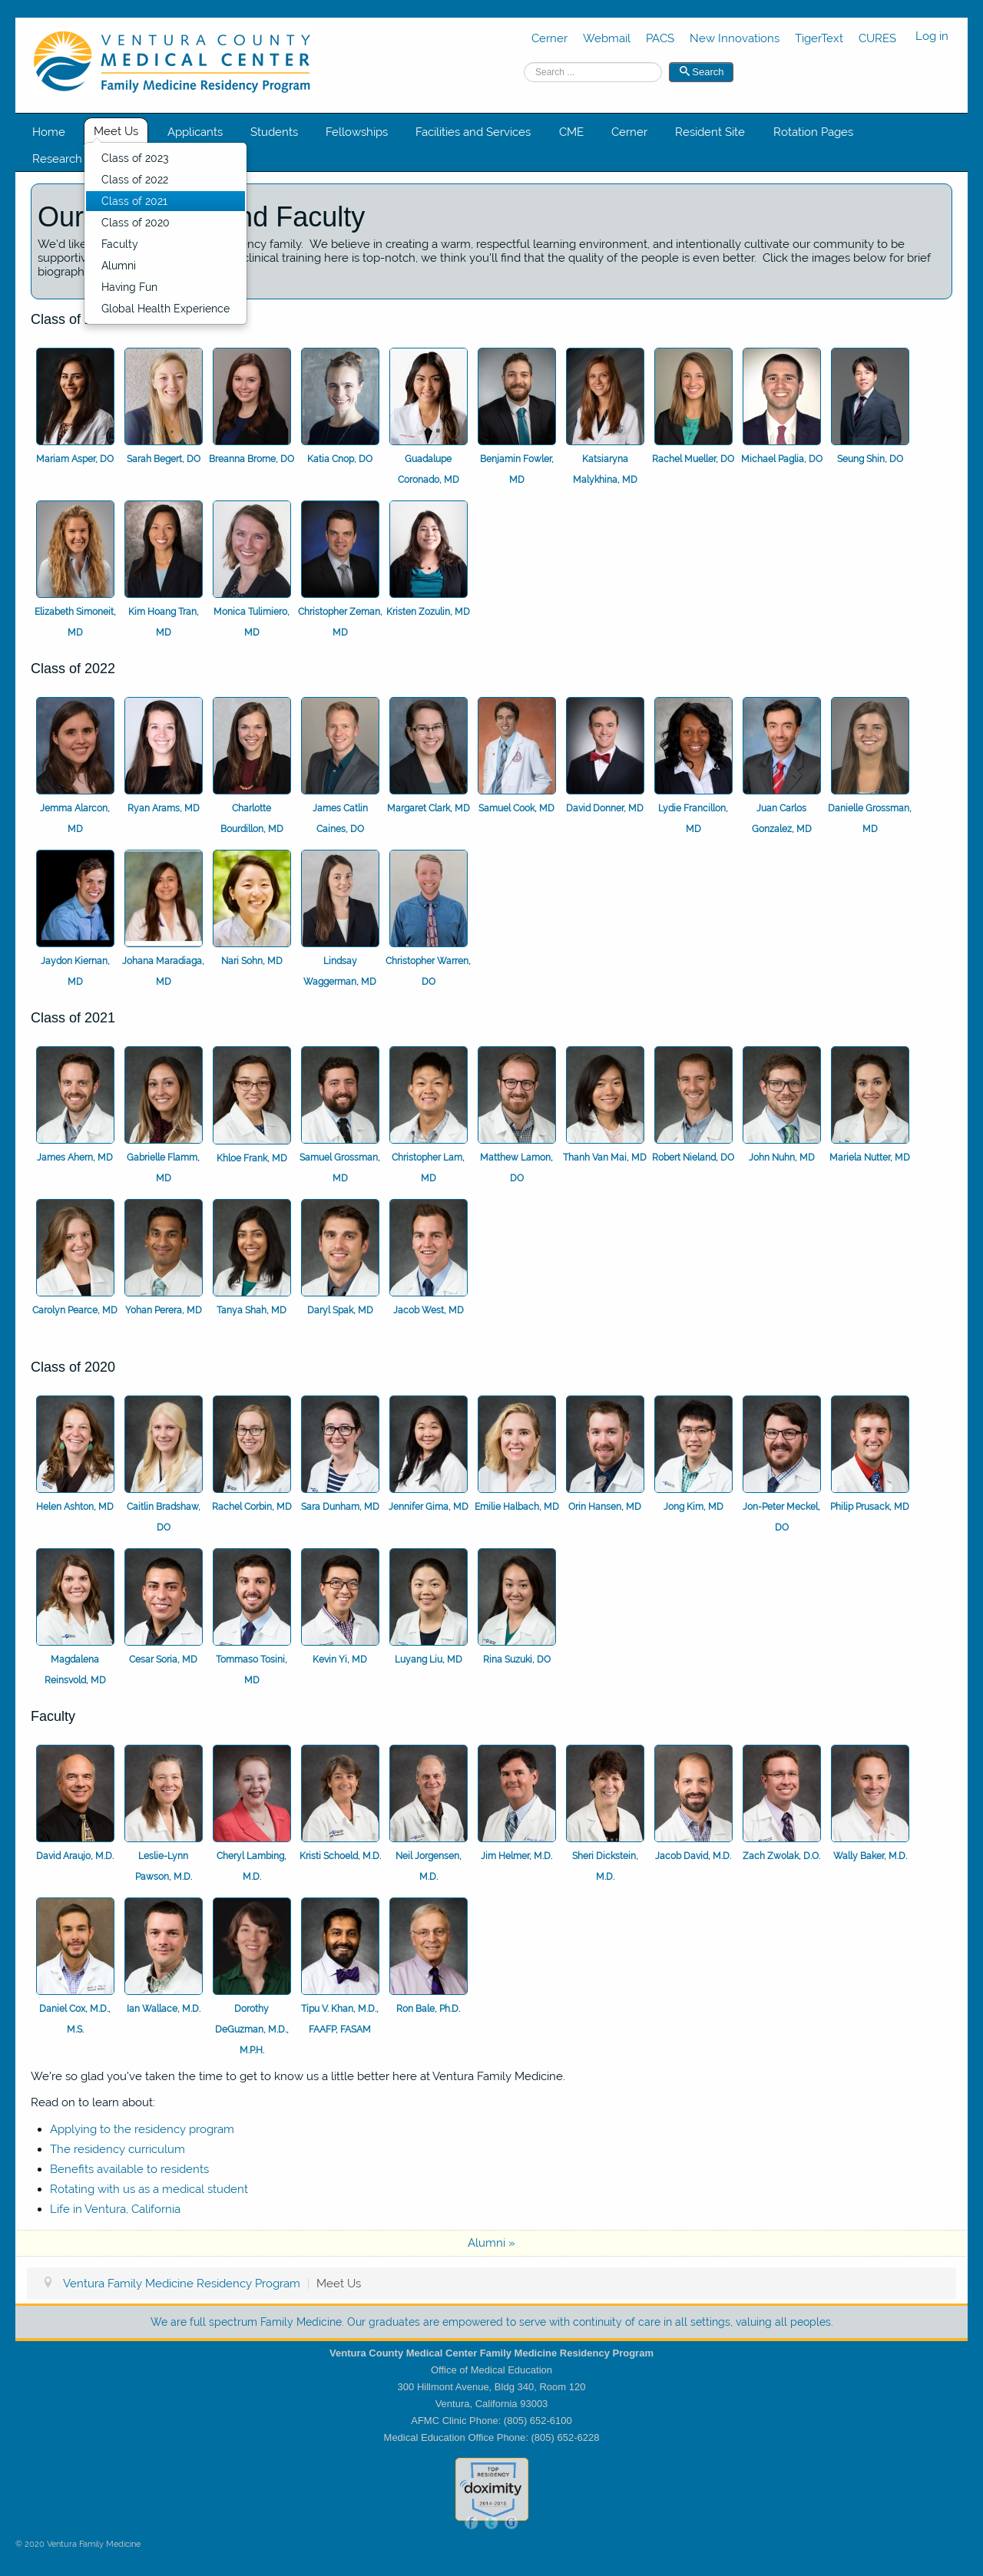 VENTURA COUNTY
MEDICAL CENTER
Family Medicine Residency Program
Cerner Webmail PACS New Innovations TigerText CURES Log in
Search ... Search
Home Meet Us Applicants Students Fellowships Facilities and Services CME Cerner Resident Site Rotation Pages
Research
Class of 2023
Class of 2022
Class of 2021
Class of 2020
Faculty
Alumni
Having Fun
Global Health Experience
Our nd Faculty
We'd like ency family. We believe in creating a warm, respectful learning environment, and intentionally cultivate our community to be
supportiv clinical training here is top-notch, we think you'll find that the quality of the people is even better. Click the images below for brief
biograph
Class of
Mariam Asper, DO Sarah Begert, DO Breanna Brome, DO Katia Cnop, DO Guadalupe Benjamin Fowler, Katsiaryna Rachel Mueller, DO Michael Paglia, DO Seung Shin, DO
Coronado, MD MD Malykhina, MD
Elizabeth Simoneit, Kim Hoang Tran, Monica Tulimiero, Christopher Zeman, Kristen Zozulin, MD
MD MD MD MD
Class of 2022
Jemma Alarcon, Ryan Arams, MD Charlotte James Catlin Margaret Clark, MD Samuel Cook, MD David Donner, MD Lydie Francillon, Juan Carlos Danielle Grossman,
MD Bourdillon, MD Caines, DO MD Gonzalez, MD MD
Jaydon Kiernan, Johana Maradiaga, Nari Sohn, MD Lindsay Christopher Warren,
MD MD Waggerman, MD DO
Class of 2021
James Ahern, MD Gabrielle Flamm, Khloe Frank, MD Samuel Grossman, Christopher Lam, Matthew Lamon, Thanh Van Mai, MD Robert Nieland, DO John Nuhn, MD Mariela Nutter, MD
MD MD MD DO
Carolyn Pearce, MD Yohan Perera, MD Tanya Shah, MD Daryl Spak, MD Jacob West, MD
Class of 2020
Helen Ashton, MD Caitlin Bradshaw, Rachel Corbin, MD Sara Dunham, MD Jennifer Gima, MD Emilie Halbach, MD Orin Hansen, MD Jong Kim, MD Jon-Peter Meckel, Philip Prusack, MD
DO DO
Magdalena Cesar Soria, MD Tommaso Tosini, Kevin Yi, MD Luyang Liu, MD Rina Suzuki, DO
Reinsvold, MD MD
Faculty
David Araujo, M.D. Leslie-Lynn Cheryl Lambing, Kristi Schoeld, M.D. Neil Jorgensen, Jim Helmer, M.D. Sheri Dickstein, Jacob David, M.D. Zach Zwolak, D.O. Wally Baker, M.D.
Pawson, M.D. M.D. M.D. M.D.
Daniel Cox, M.D., Ian Wallace, M.D. Dorothy Tipu V. Khan, M.D., Ron Bale, Ph.D.
M.S. DeGuzman, M.D., FAAFP, FASAM
M.P.H.
We're so glad you've taken the time to get to know us a little better here at Ventura Family Medicine.
Read on to learn about:
Applying to the residency program
The residency curriculum
Benefits available to residents
Rotating with us as a medical student
Life in Ventura, California
Alumni »
Ventura Family Medicine Residency Program | Meet Us
We are full spectrum Family Medicine. Our graduates are empowered to serve with continuity of care in all settings, valuing all peoples.
Ventura County Medical Center Family Medicine Residency Program
Office of Medical Education
300 Hillmont Avenue, Bldg 340, Room 120
Ventura, California 93003
AFMC Clinic Phone: (805) 652-6100
Medical Education Office Phone: (805) 652-6228
TOP
RESIDENCY
doximity
2014-2015
© 2020 Ventura Family Medicine